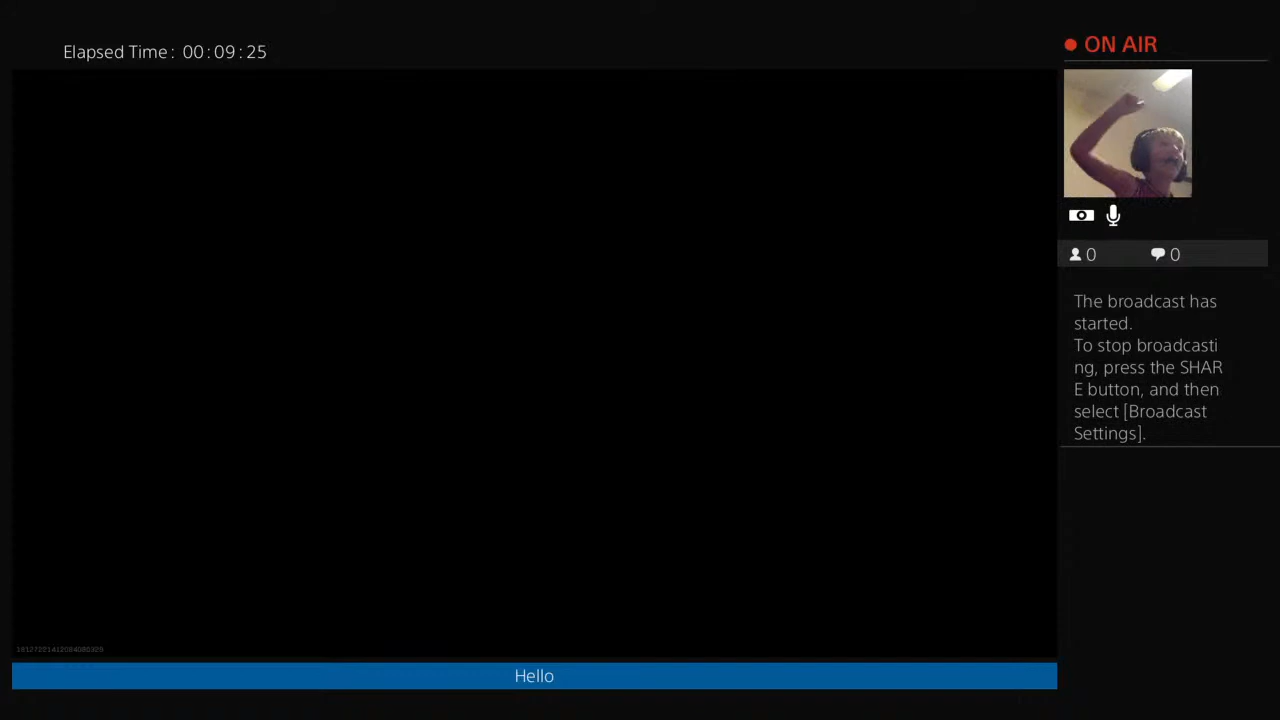 Elapsed Time: 00:09:25
ON AIR
0 0
The broadcast has
started.
To stop broadcasti
ng, press the SHAR
E button, and then
select [Broadcast
Settings].
Hello